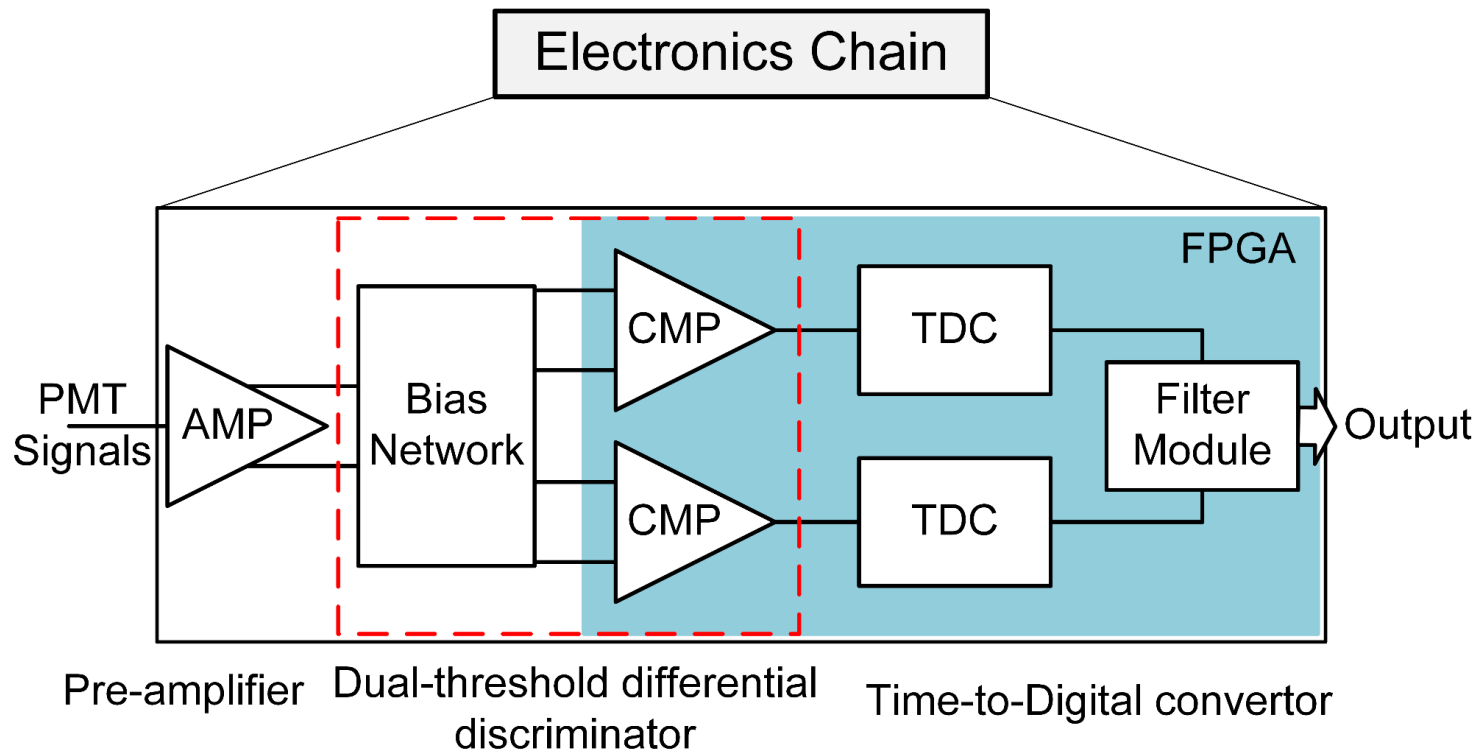 Electronics Chain
FPGA
CMP
TDC
PMT
Signals
AMP
Bias
Network
Filter
Module
Output
CMP
TDC
Pre-amplifier
Dual-threshold differential
discriminator
Time-to-Digital convertor